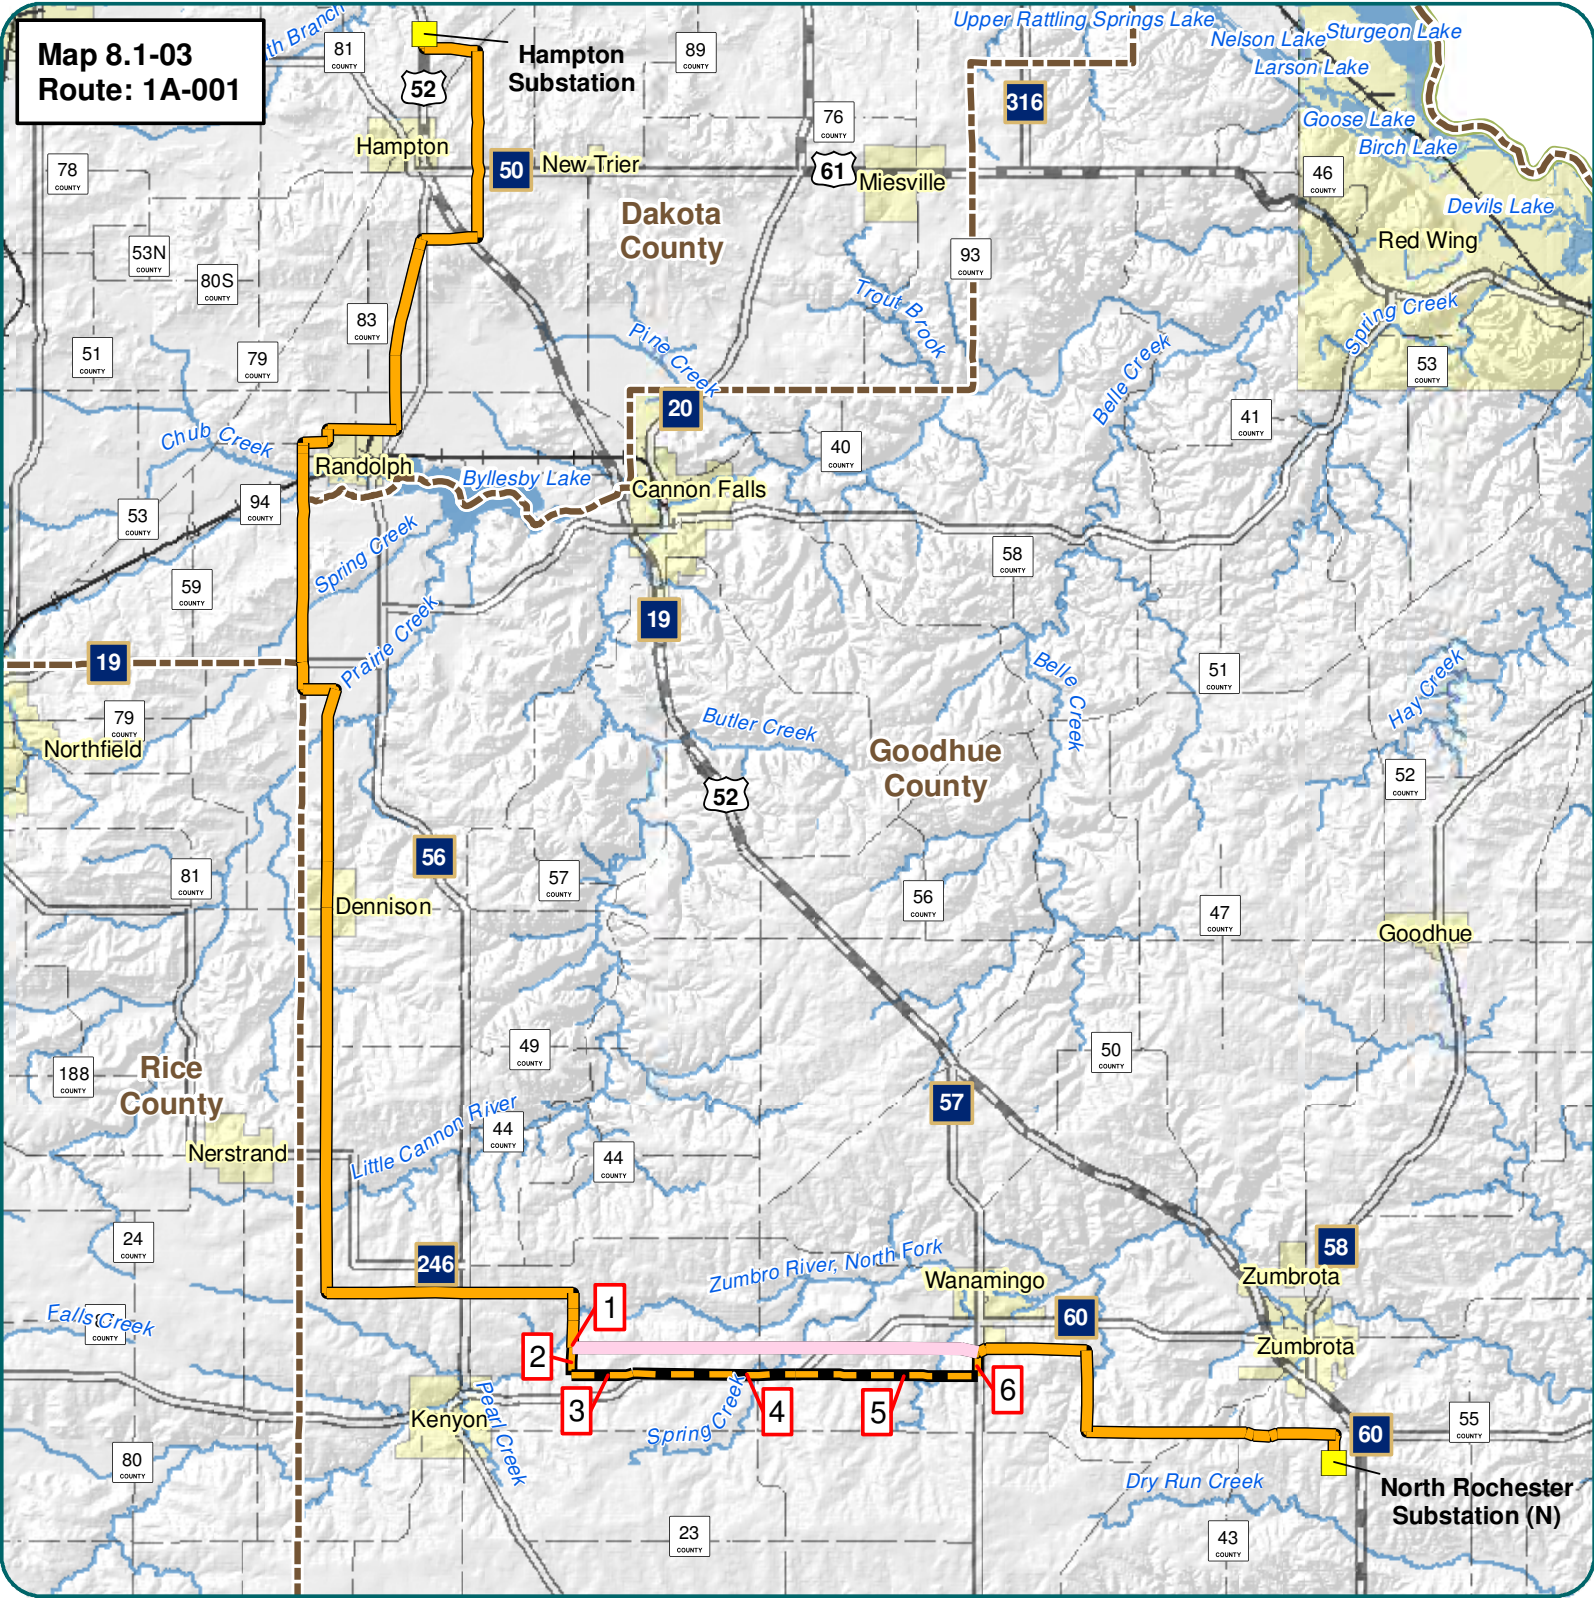 Map 8.1-03
Route: 1A-001
th Branch
81
COUNTY
52
Hampton
Substation
89
COUNTY
Upper Rattling Springs Lake
Nelson Lake
Sturgeon Lake
Larson Lake
316
Goose Lake
Birch Lake
76
COUNTY
Hampton
50
New Trier
61
Miesville
78
COUNTY
46
COUNTY
Devils Lake
Dakota
County
Red Wing
53N
COUNTY
80S
COUNTY
93
COUNTY
Trout Brook
83
COUNTY
Pine Creek
Belle Creek
Spring Creek
51
COUNTY
79
COUNTY
53
COUNTY
20
41
COUNTY
Chub Creek
40
COUNTY
Randolph
Byllesby Lake
Cannon Falls
94
COUNTY
53
COUNTY
Spring Creek
58
COUNTY
59
COUNTY
Prairie Creek
19
19
Belle Creek
51
COUNTY
Hay Creek
79
COUNTY
Northfield
Butler Creek
Goodhue
County
52
COUNTY
52
56
81
COUNTY
57
COUNTY
56
COUNTY
47
COUNTY
Dennison
Goodhue
49
COUNTY
50
COUNTY
188
COUNTY
Rice
County
57
Little Cannon River
44
COUNTY
44
COUNTY
Nerstrand
24
COUNTY
246
Zumbro River, North Fork
Wanamingo
58
Zumbrota
Falls Creek
COUNTY
1
60
Zumbrota
2
3
4
5
6
Spring Creek
Kenyon
Pearl Creek
60
55
COUNTY
80
COUNTY
Dry Run Creek
North Rochester
Substation (N)
23
COUNTY
43
COUNTY